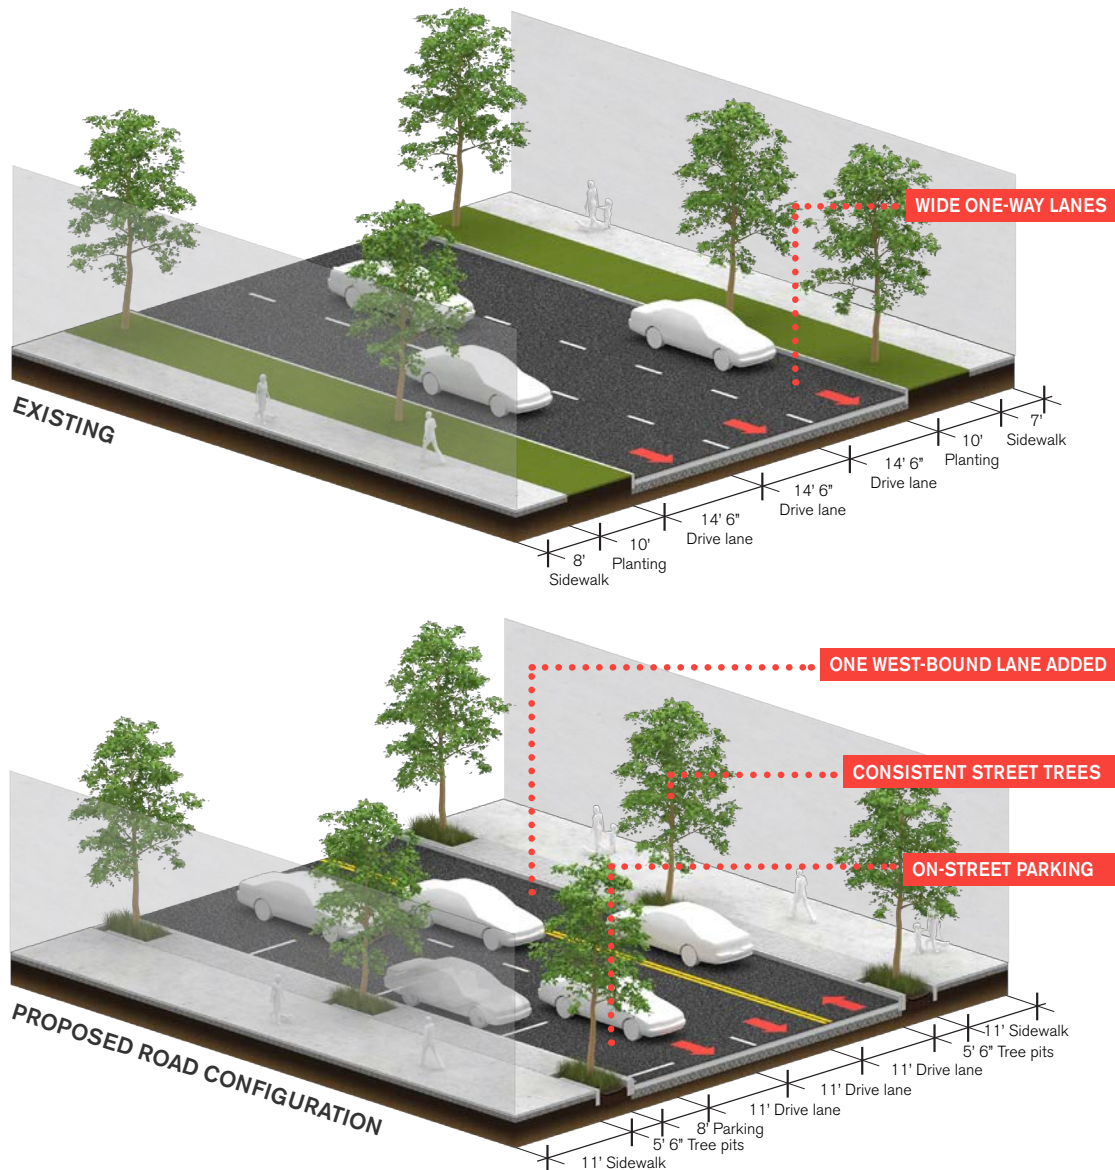 WIDE ONE-WAY LANES
EXISTING
7'
Sidewalk
10'
Planting
14' 6"
Drive lane
14' 6"
Drive lane
14' 6"
Drive lane
10'
Planting
8'
Sidewalk
ONE WEST-BOUND LANE ADDED
CONSISTENT STREET TREES
ON-STREET PARKING
PROPOSED ROAD CONFIGURATION
11' Sidewalk
5' 6" Tree pits
11' Drive lane
11' Drive lane
11' Drive lane
8' Parking
5' 6" Tree pits
11' Sidewalk